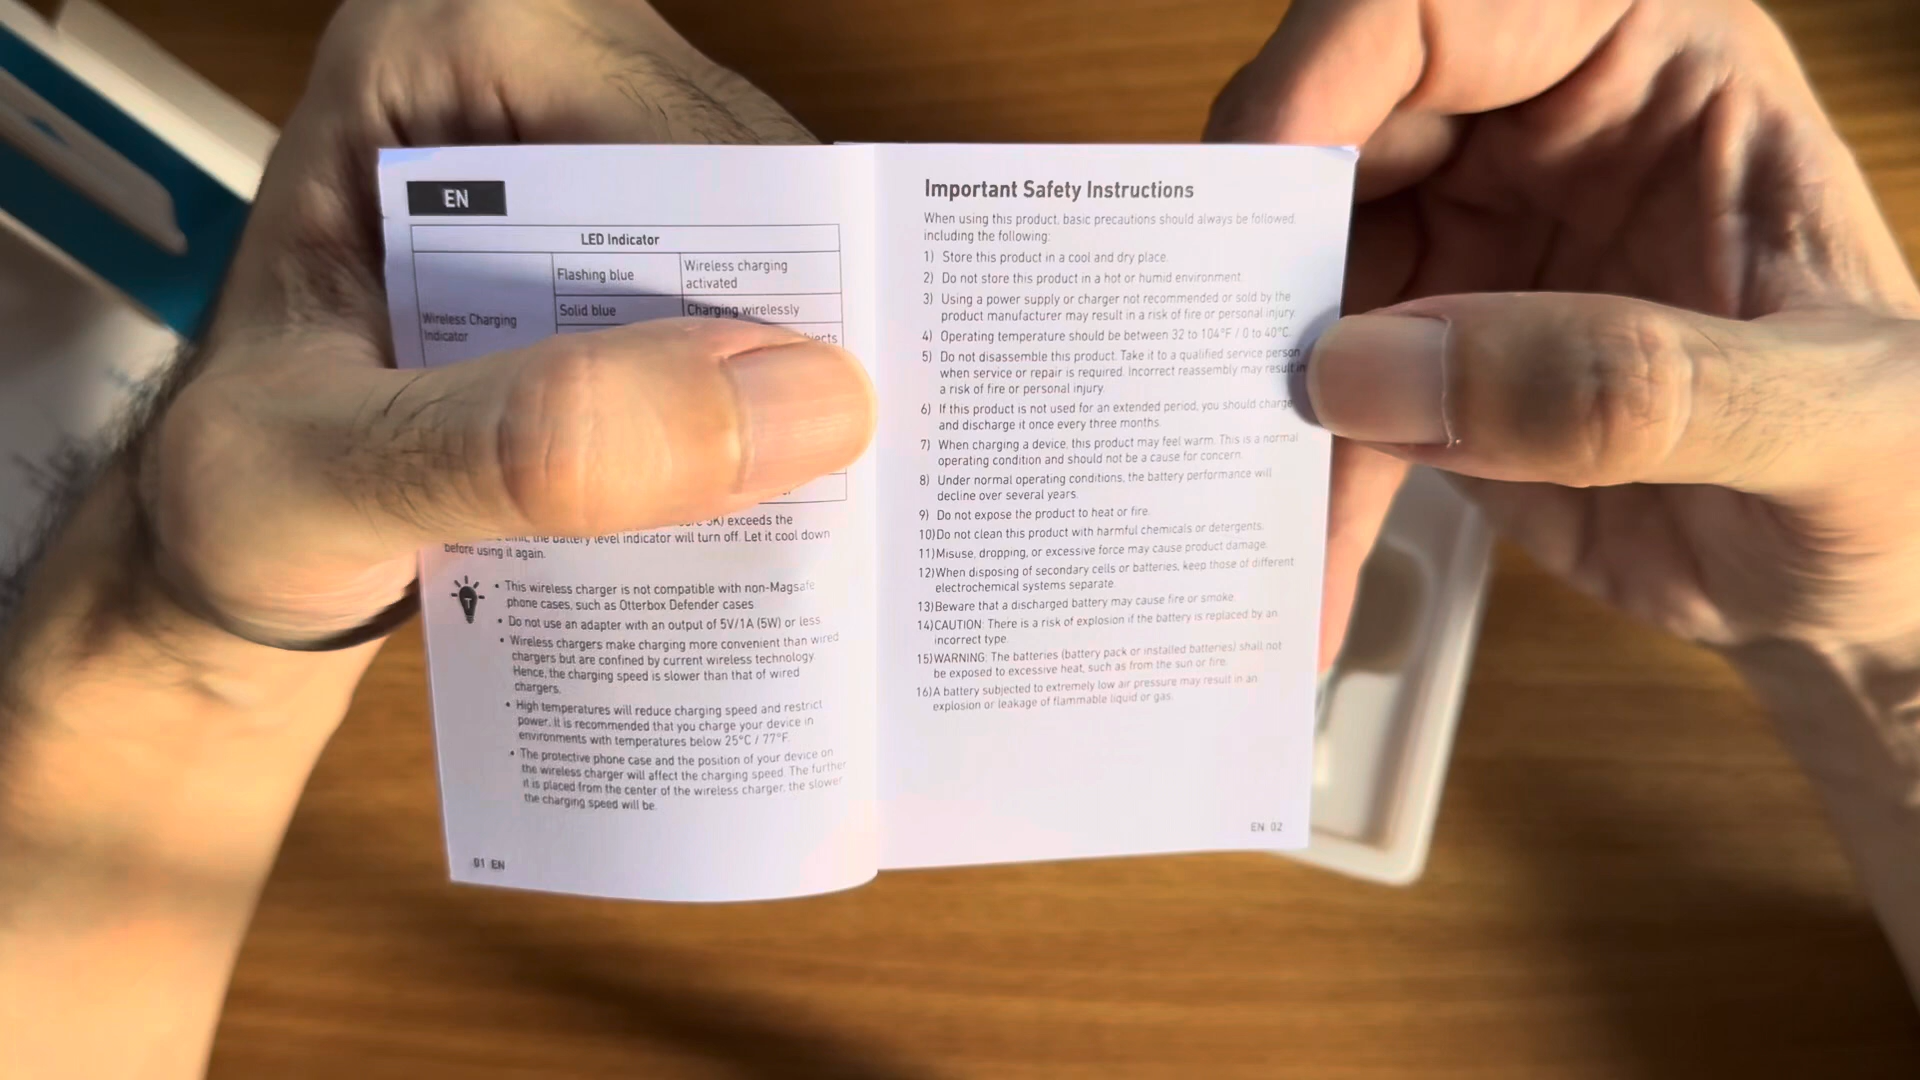 EN
LED Indicator
Wireless Charging
Indicator
Flashing blue
Wireless charging
activated
Solid blue
Charging wirelessly
5K) exceeds the
the battery level indicator will turn off. Let it cool down
before using it again.
• This wireless charger is not compatible with non-Magsafe
phone cases, such as Otterbox Defender cases
• Do not use an adapter with an output of 5V/1A (5W) or less
• Wireless chargers make charging more convenient than wired
chargers but are confined by current wireless technology
Hence, the charging speed is slower than that of wired
chargers.
• High temperatures will reduce charging speed and restrict
power. It is recommended that you charge your device in
environments with temperatures below 25°C / 77°F
• The protective phone case and the position of your device on
the wireless charger will affect the charging speed. The further
it is placed from the center of the wireless charger, the slower
the charging speed will be.
01 EN
Important Safety Instructions
When using this product, basic precautions should always be followed,
including the following:
1) Store this product in a cool and dry place.
2) Do not store this product in a hot or humid environment.
3) Using a power supply or charger not recommended or sold by the
product manufacturer may result in a risk of fire or personal injury.
4) Operating temperature should be between 32 to 104°F / 0 to 40°C.
5) Do not disassemble this product. Take it to a qualified service person
when service or repair is required. Incorrect reassembly may result in
a risk of fire or personal injury.
6) If this product is not used for an extended period, you should charge
and discharge it once every three months.
7) When charging a device, this product may feel warm. This is a normal
operating condition and should not be a cause for concern.
8) Under normal operating conditions, the battery performance will
decline over several years.
9) Do not expose the product to heat or fire.
10)Do not clean this product with harmful chemicals or detergents.
11)Misuse, dropping, or excessive force may cause product damage.
12)When disposing of secondary cells or batteries, keep those of different
electrochemical systems separate.
13)Beware that a discharged battery may cause fire or smoke.
14)CAUTION: There is a risk of explosion if the battery is replaced by an
incorrect type.
15)WARNING: The batteries (battery pack or installed batteries) shall not
be exposed to excessive heat, such as from the sun or fire.
16)A battery subjected to extremely low air pressure may result in an
explosion or leakage of flammable liquid or gas.
EN 02